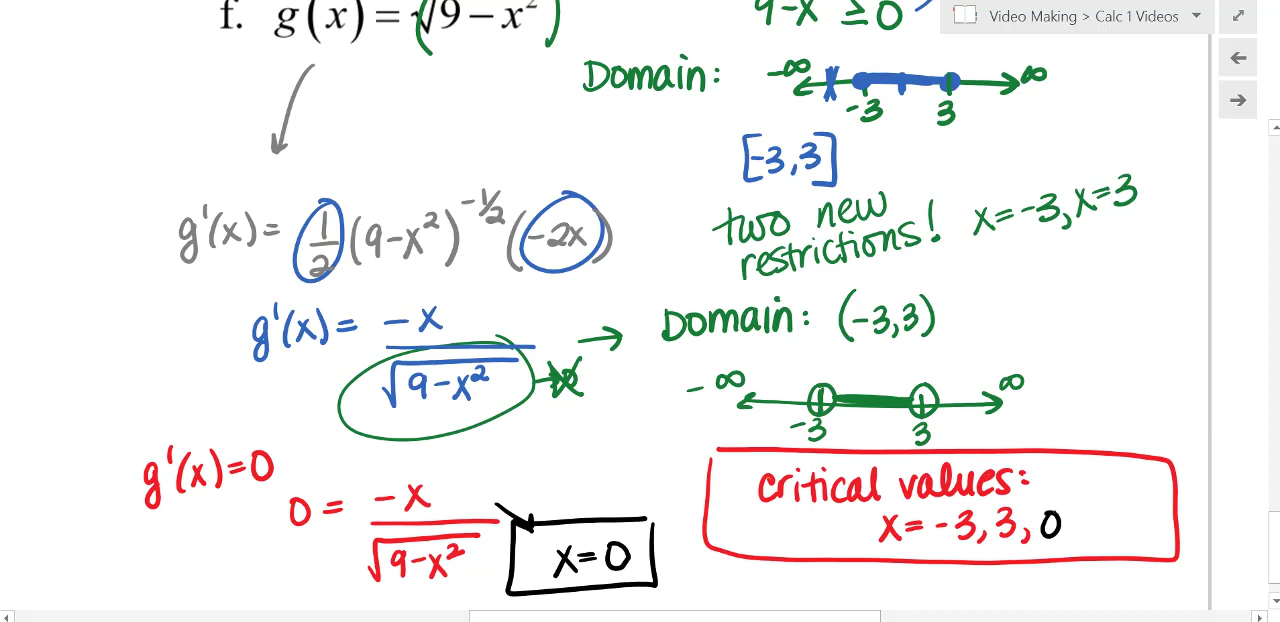 f. g(x) = √(9 − x²)
9−x ≥ 0
Video Making > Calc 1 Videos
Domain:
-∞ ∞
-3 3
[-3,3]
g'(x) = 1/2 (9−x²)^(−1/2) (−2x)
two new restrictions! x=-3, x=3
g'(x) = −x / √(9−x²) →
Domain: (-3,3)
-∞ ∞
-3 3
g'(x)=0
0 = −x / √(9−x²)
x=0
critical values:
x= -3, 3, 0